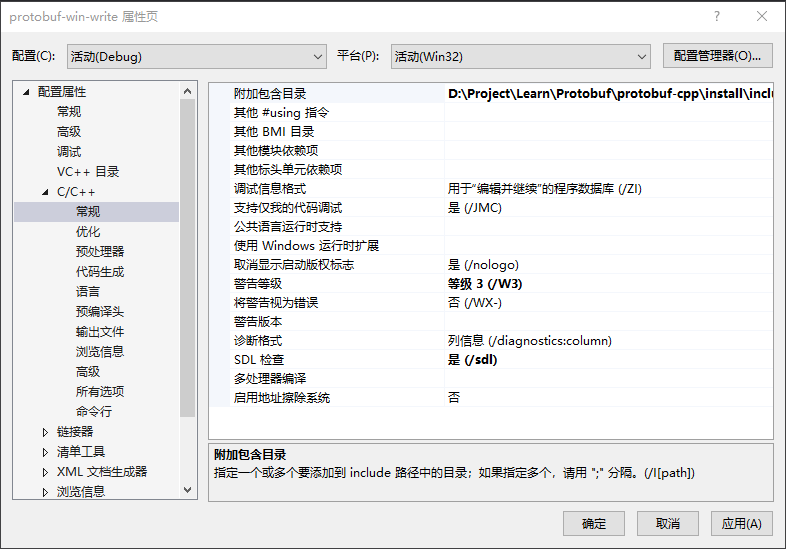 protobuf-win-write 属性页
配置(C): 活动(Debug) 平台(P): 活动(Win32) 配置管理器(O)...
配置属性
常规
高级
调试
VC++ 目录
C/C++
常规
优化
预处理器
代码生成
语言
预编译头
输出文件
浏览信息
高级
所有选项
命令行
链接器
清单工具
XML 文档生成器
浏览信息
附加包含目录 D:\Project\Learn\Protobuf\protobuf-cpp\install\inclu
其他 #using 指令
其他 BMI 目录
其他模块依赖项
其他标头单元依赖项
调试信息格式 用于“编辑并继续”的程序数据库 (/ZI)
支持仅我的代码调试 是 (/JMC)
公共语言运行时支持
使用 Windows 运行时扩展
取消显示启动版权标志 是 (/nologo)
警告等级 等级 3 (/W3)
将警告视为错误 否 (/WX-)
警告版本
诊断格式 列信息 (/diagnostics:column)
SDL 检查 是 (/sdl)
多处理器编译
启用地址擦除系统 否
附加包含目录
指定一个或多个要添加到 include 路径中的目录；如果指定多个，请用 ";" 分隔。(/I[path])
确定 取消 应用(A)